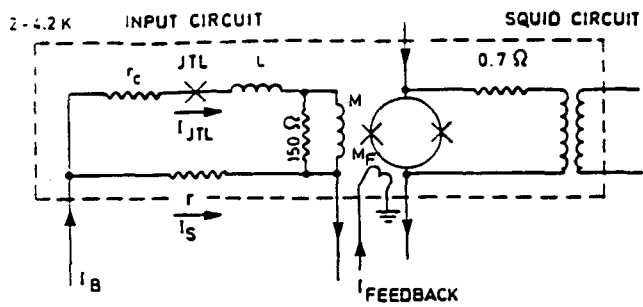 2-4.2 K
INPUT CIRCUIT
SQUID CIRCUIT
r_c
JTL
L
I_JTL
150 Ω
M
M_F
0.7 Ω
r
I_S
I_B
I_FEEDBACK